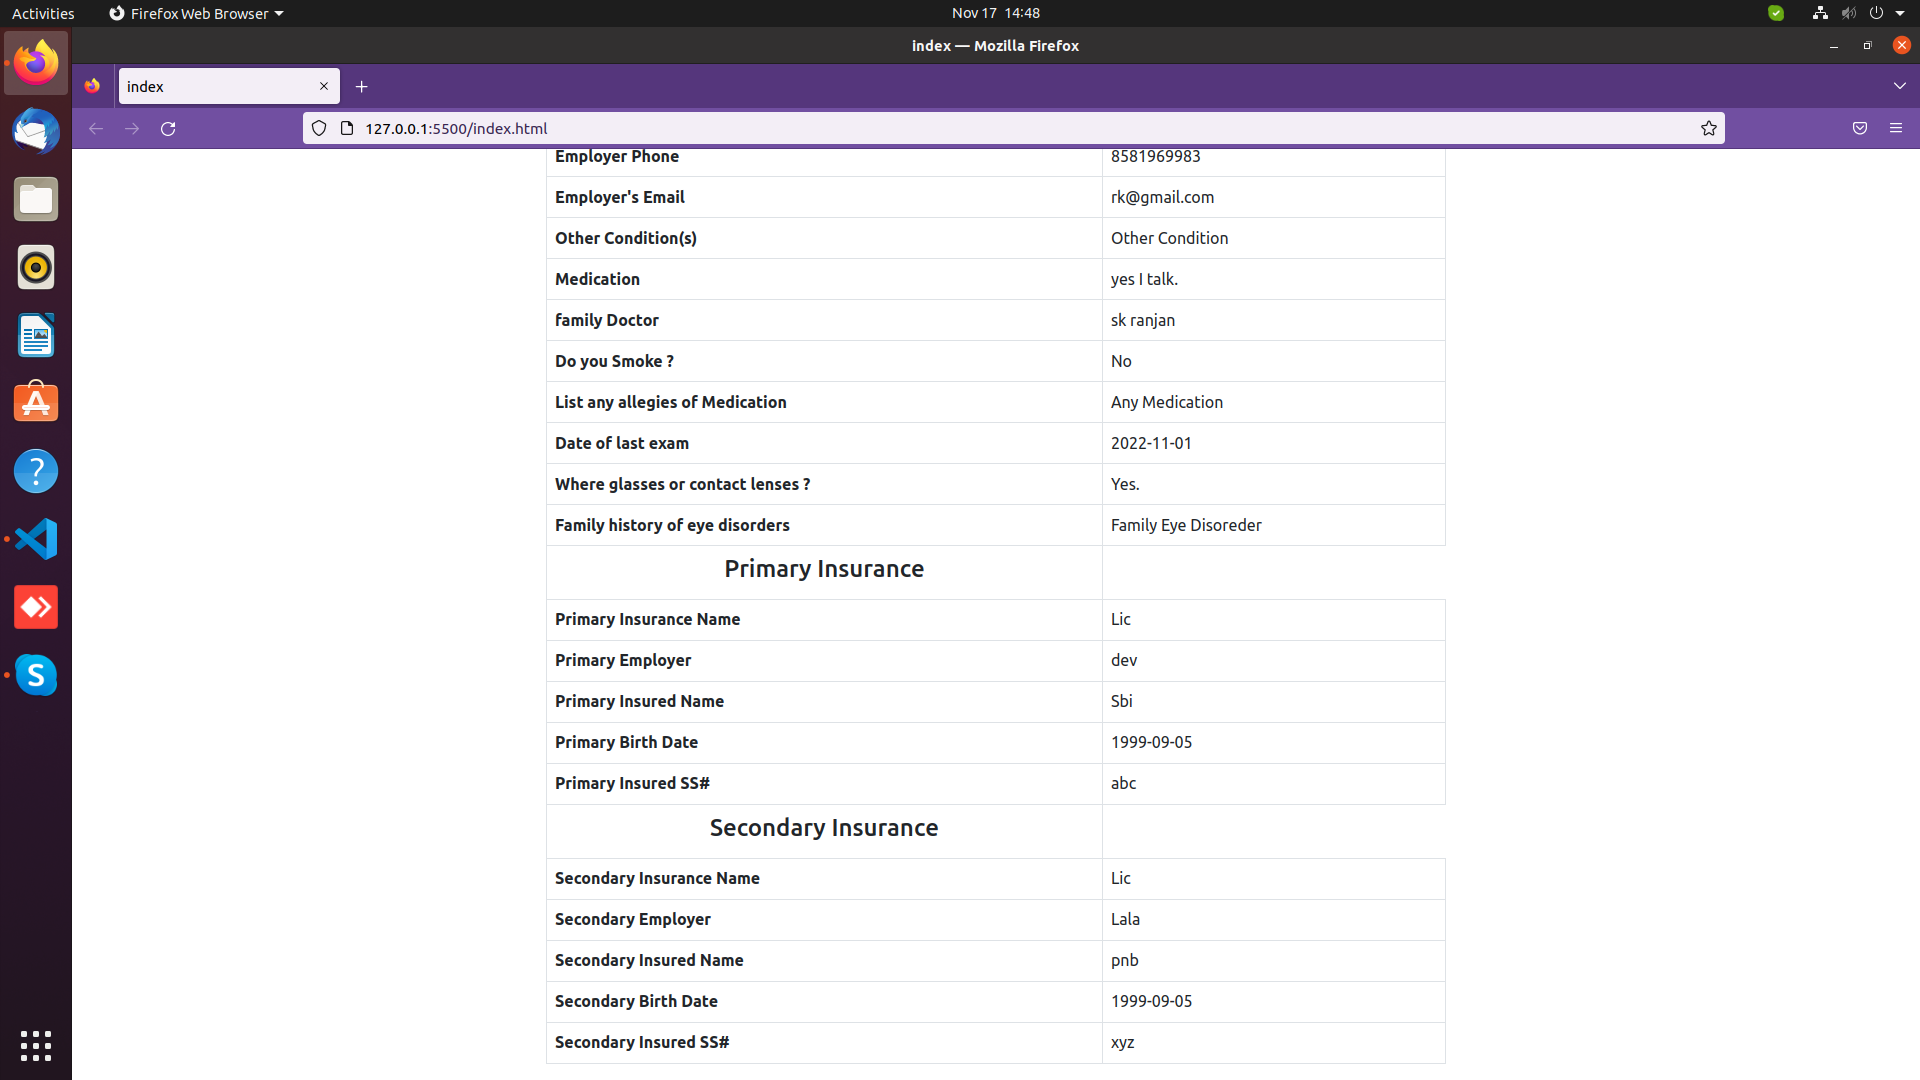 Activities Firefox Web Browser Nov 17 14:48
index — Mozilla Firefox
index
127.0.0.1:5500/index.html
Employer Phone 8581969983
Employer's Email rk@gmail.com
Other Condition(s) Other Condition
Medication yes I talk.
family Doctor sk ranjan
Do you Smoke ? No
List any allegies of Medication Any Medication
Date of last exam 2022-11-01
Where glasses or contact lenses ? Yes.
Family history of eye disorders Family Eye Disoreder
Primary Insurance
Primary Insurance Name Lic
Primary Employer dev
Primary Insured Name Sbi
Primary Birth Date 1999-09-05
Primary Insured SS# abc
Secondary Insurance
Secondary Insurance Name Lic
Secondary Employer Lala
Secondary Insured Name pnb
Secondary Birth Date 1999-09-05
Secondary Insured SS# xyz